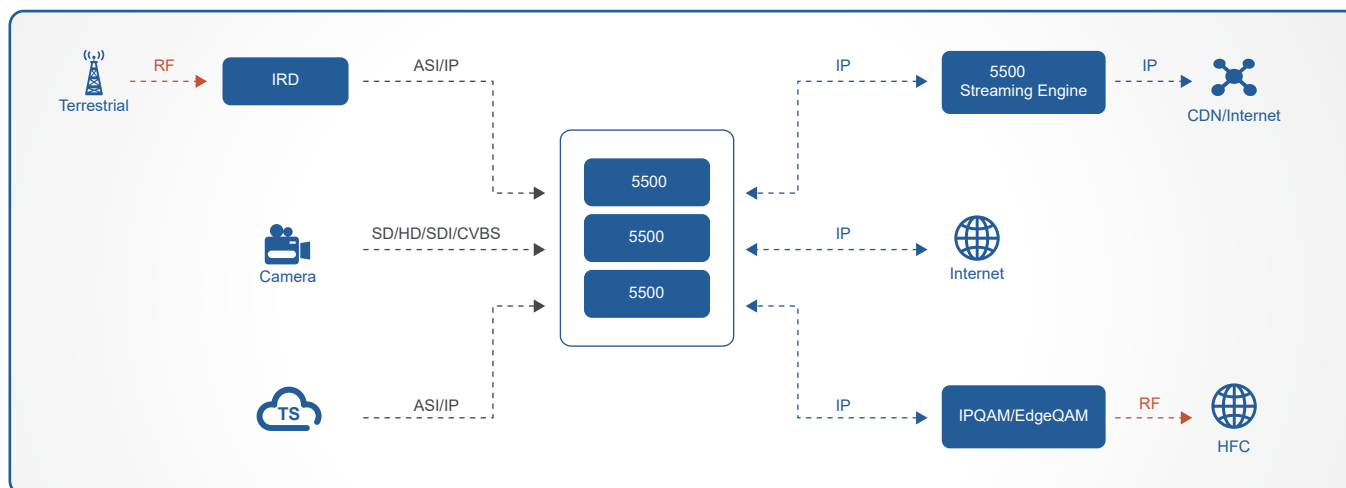 RF
IRD
ASI/IP
Terrestrial
IP
5500
Streaming Engine
IP
CDN/Internet
5500
SD/HD/SDI/CVBS
Camera
5500
IP
Internet
5500
TS
ASI/IP
IP
IPQAM/EdgeQAM
RF
HFC